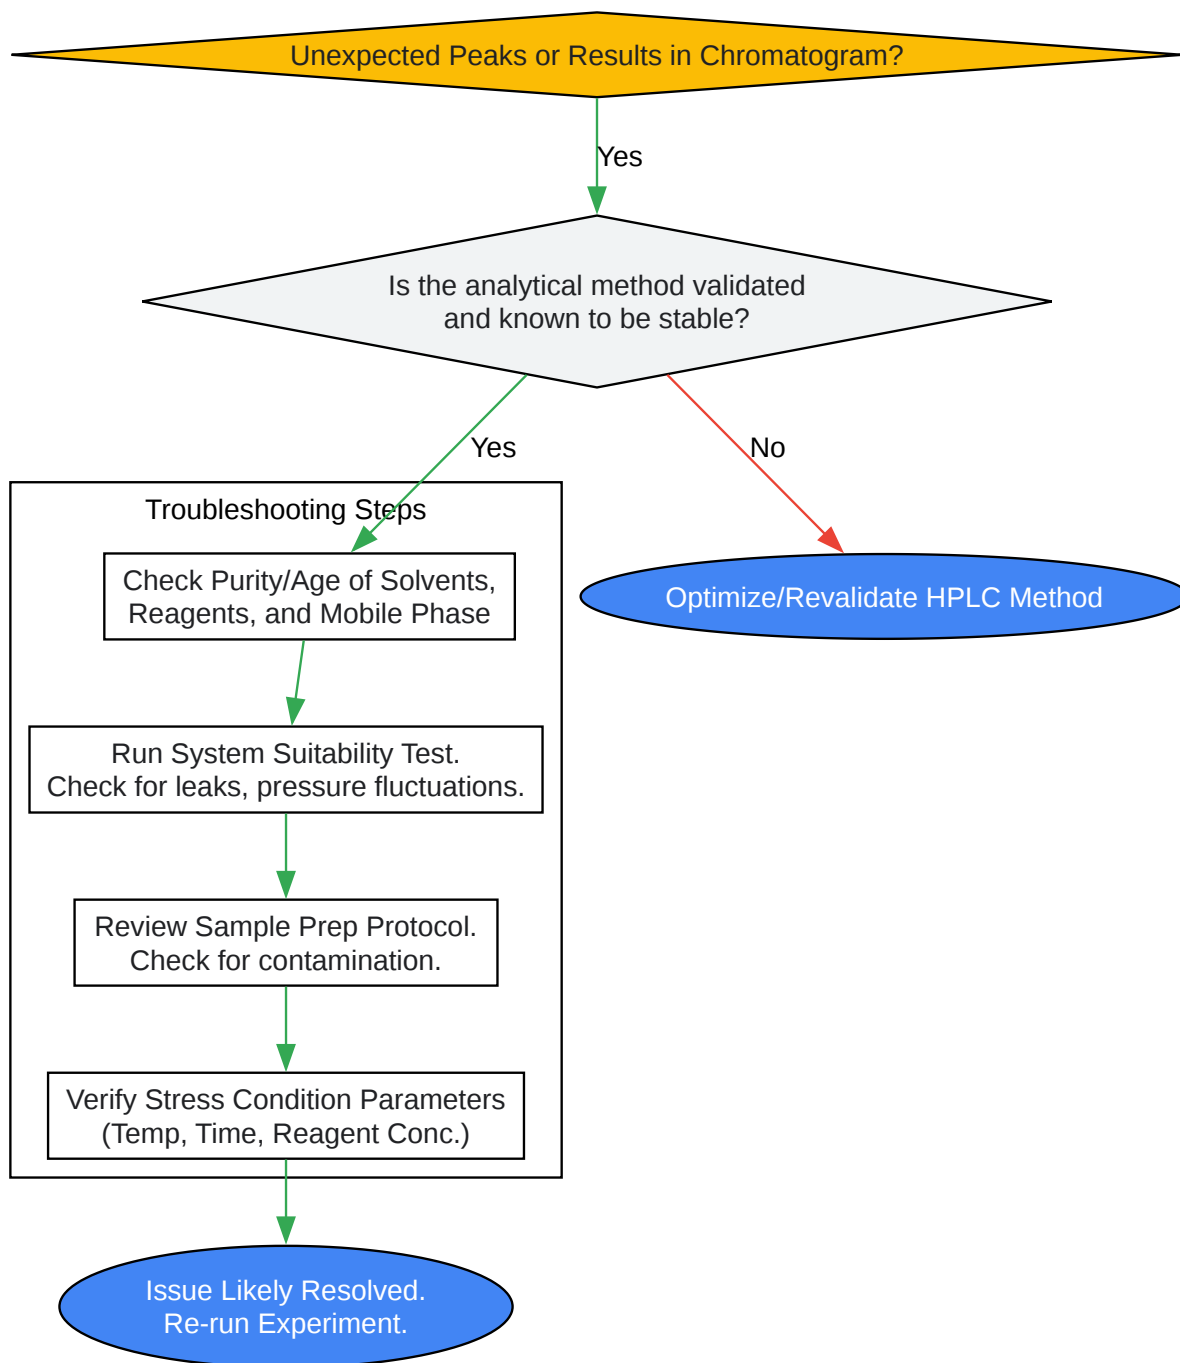 Unexpected Peaks or Results in Chromatogram?
Yes
Is the analytical method validated
and known to be stable?
Yes
No
Troubleshooting Steps
Check Purity/Age of Solvents,
Reagents, and Mobile Phase
Optimize/Revalidate HPLC Method
Run System Suitability Test.
Check for leaks, pressure fluctuations.
Review Sample Prep Protocol.
Check for contamination.
Verify Stress Condition Parameters
(Temp, Time, Reagent Conc.)
Issue Likely Resolved.
Re-run Experiment.